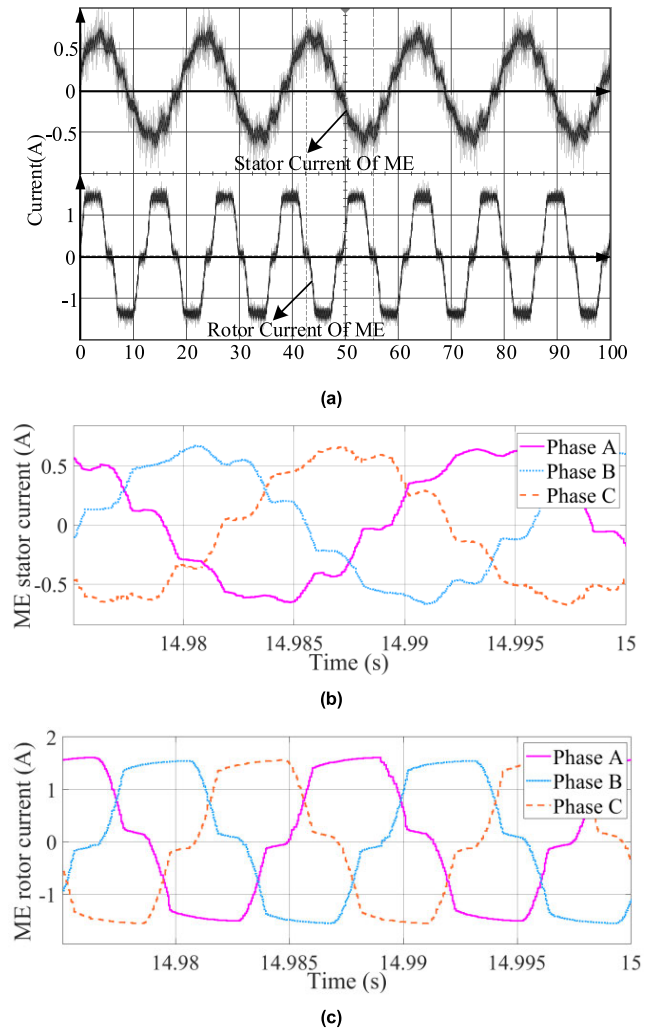 Current(A)
0.5
0
-0.5
Stator Current Of ME
1
0
-1
Rotor Current Of ME
0 10 20 30 40 50 60 70 80 90 100
(a)
ME stator current (A)
0.5
0
-0.5
Phase A
Phase B
Phase C
14.98 14.985 14.99 14.995 15
Time (s)
(b)
ME rotor current (A)
2
1
0
-1
Phase A
Phase B
Phase C
14.98 14.985 14.99 14.995 15
Time (s)
(c)